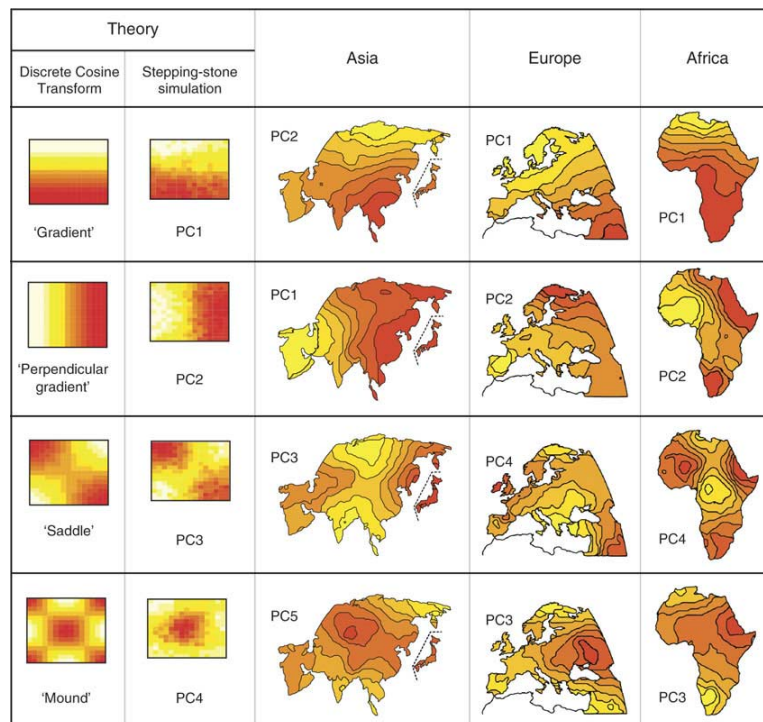 Theory
Asia
Europe
Africa
Discrete Cosine
Transform
Stepping-stone
simulation
'Gradient'
PC1
PC2
PC1
PC1
'Perpendicular
gradient'
PC2
PC1
PC2
PC2
'Saddle'
PC3
PC3
PC4
PC4
'Mound'
PC4
PC5
PC3
PC3